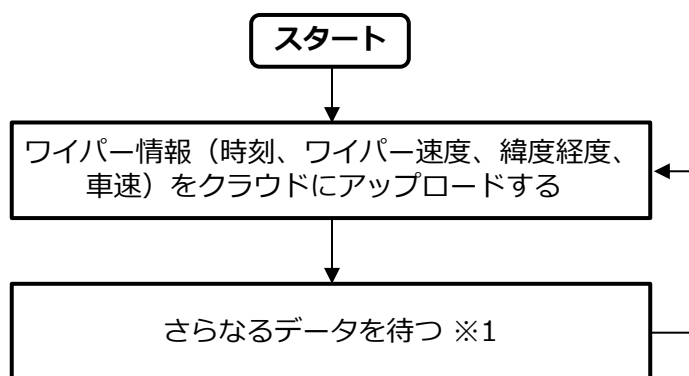 スタート
ワイパー情報（時刻、ワイパー速度、緯度経度、
車速）をクラウドにアップロードする
さらなるデータを待つ ※1